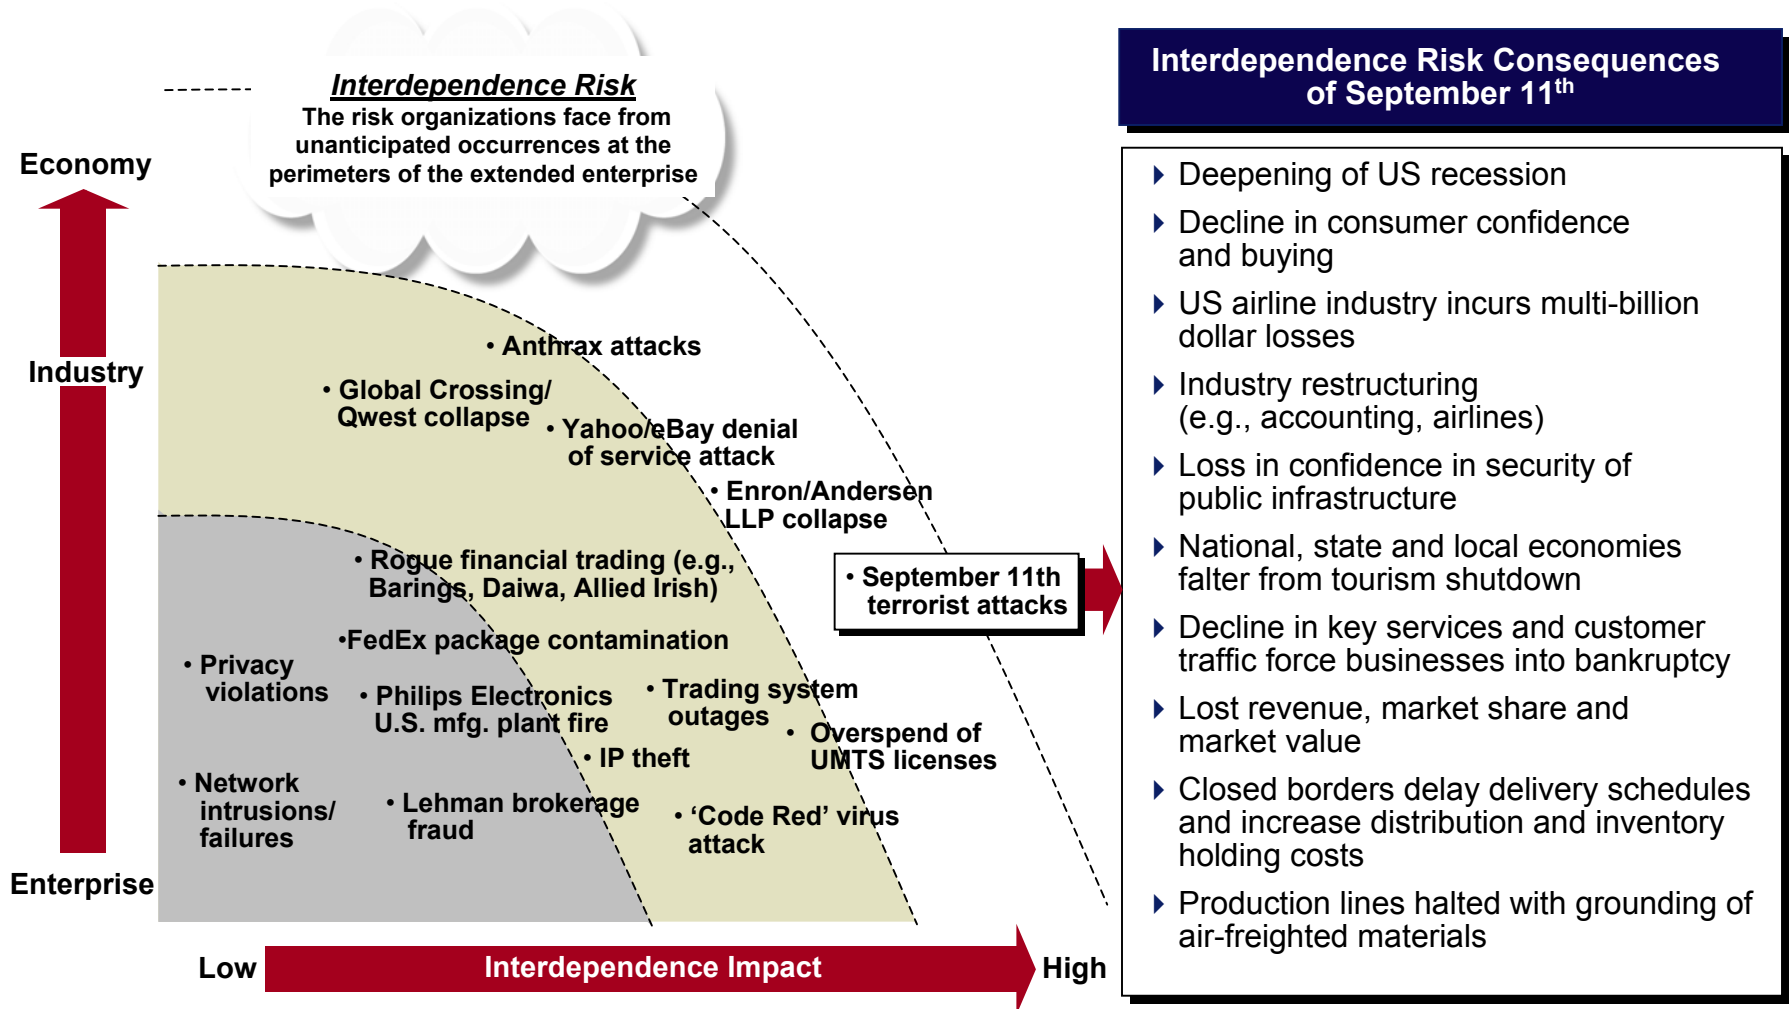 Interdependence Risk
The risk organizations face from
unanticipated occurrences at the
perimeters of the extended enterprise
Economy
Industry
Enterprise
• Anthrax attacks
• Global Crossing/
Qwest collapse
• Yahoo/eBay denial
of service attack
• Enron/Andersen
LLP collapse
• Rogue financial trading (e.g.,
Barings, Daiwa, Allied Irish)
• September 11th
terrorist attacks
•FedEx package contamination
• Privacy
violations
• Philips Electronics
U.S. mfg. plant fire
• Trading system
outages
• Overspend of
UMTS licenses
• IP theft
• Network
intrusions/
failures
• Lehman brokerage
fraud
• ‘Code Red’ virus
attack
Low
Interdependence Impact
High
Interdependence Risk Consequences
of September 11th
Deepening of US recession
Decline in consumer confidence
and buying
US airline industry incurs multi-billion
dollar losses
Industry restructuring
(e.g., accounting, airlines)
Loss in confidence in security of
public infrastructure
National, state and local economies
falter from tourism shutdown
Decline in key services and customer
traffic force businesses into bankruptcy
Lost revenue, market share and
market value
Closed borders delay delivery schedules
and increase distribution and inventory
holding costs
Production lines halted with grounding of
air-freighted materials